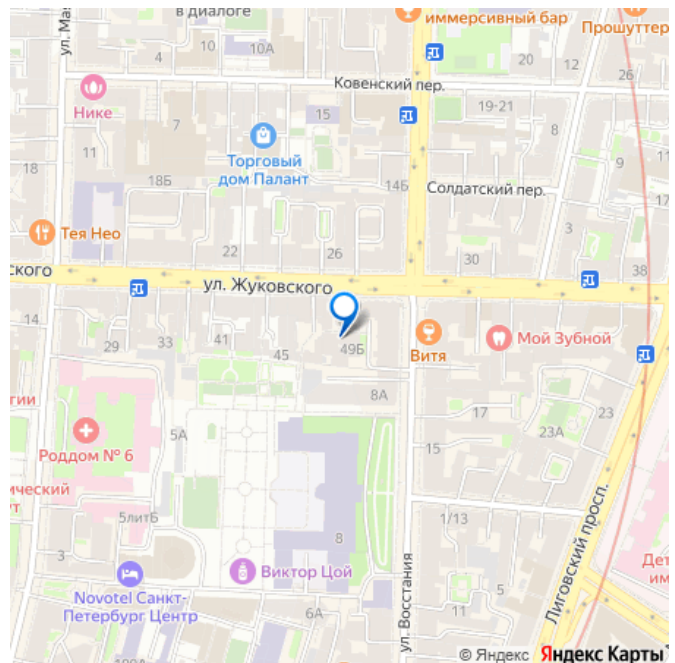 в диалоге
иммерсивный бар
Прошуттер
ул. Мая
4
10
10А
20
12
Ковенский пер.
26
Нике
15
19-21
7
8
11
Торговый
дом Палант
9
18
18Б
14Б
Солдатский пер.
11
3
Тея Нео
22
26
30
38
ского
ул. Жуковского
14
29
33
41
45
49Б
Витя
Мой Зубной
8А
17
23
гии
5А
23А
Роддом № 6
15
ический
ут
5литБ
1/13
8
3
Виктор Цой
Дет
им
Novotel Санкт-
Петербург Центр
6А
ул. Восстания
11
5
Лиговский просп.
© Яндекс Яндекс Карты